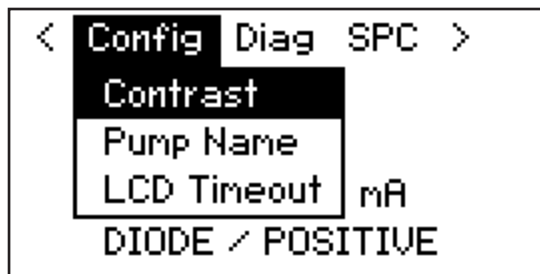 < Config Diag SPC >
Contrast
Pump Name
LCD Timeout mA
DIODE / POSITIVE